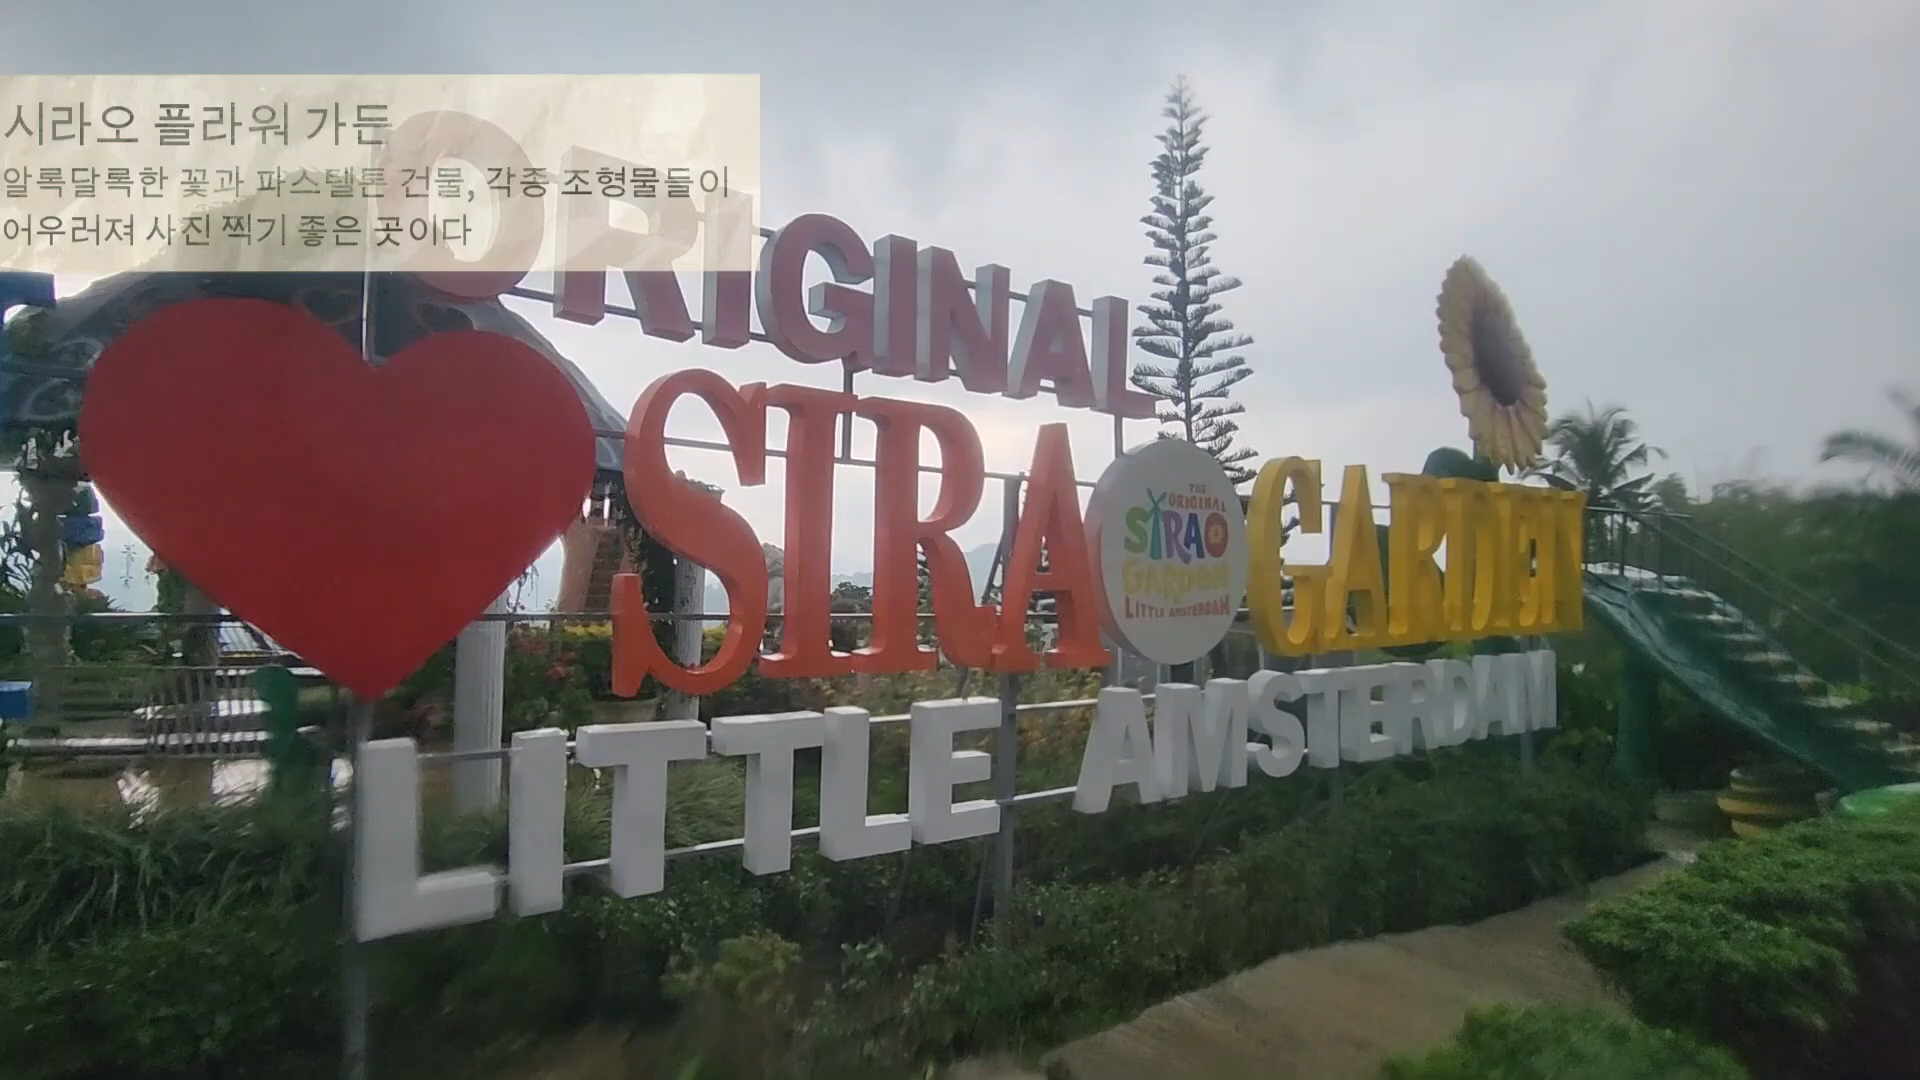 시라오 플라워 가든
알록달록한 꽃과 파스텔톤 건물, 각종 조형물들이
어우러져 사진 찍기 좋은 곳이다
ORIGINAL
SIRA GARDEN
THE
ORIGINAL
SIRAO
GARDEN
LITTLE AMSTERDAM
LITTLE AMSTERDAM